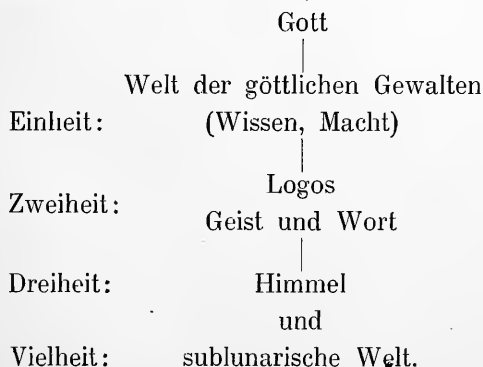 Gott
Welt der göttlichen Gewalten
Einheit: (Wissen, Macht)
Logos
Zweiheit:
Geist und Wort
Dreiheit: Himmel
und
Vielheit: sublunarische Welt.